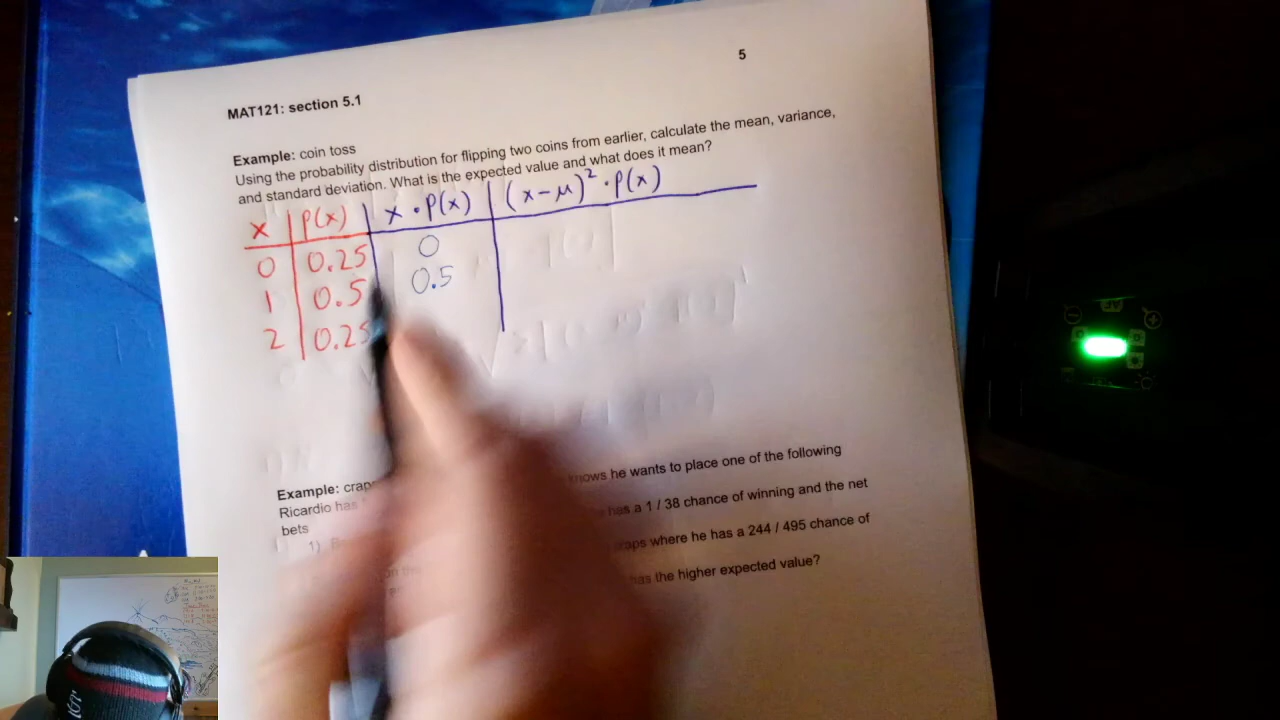 5
MAT121: section 5.1
Example: coin toss
Using the probability distribution for flipping two coins from earlier, calculate the mean, variance,
and standard deviation. What is the expected value and what does it mean?
x | P(x) | x · P(x) | (x-μ)² · P(x)
0 | 0.25 | 0
1 | 0.5 | 0.5
2 | 0.25
Example: craps knows he wants to place one of the following
Ricardio has has a 1 / 38 chance of winning and the net
bets
1) craps where he has a 244 / 495 chance of
has the higher expected value?